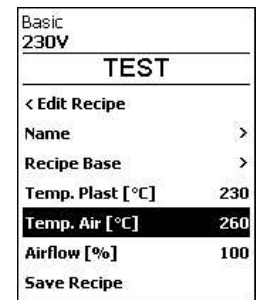 Basic
230V
TEST
< Edit Recipe
Name >
Recipe Base >
Temp. Plast [°C] 230
Temp. Air [°C] 260
Airflow [%] 100
Save Recipe